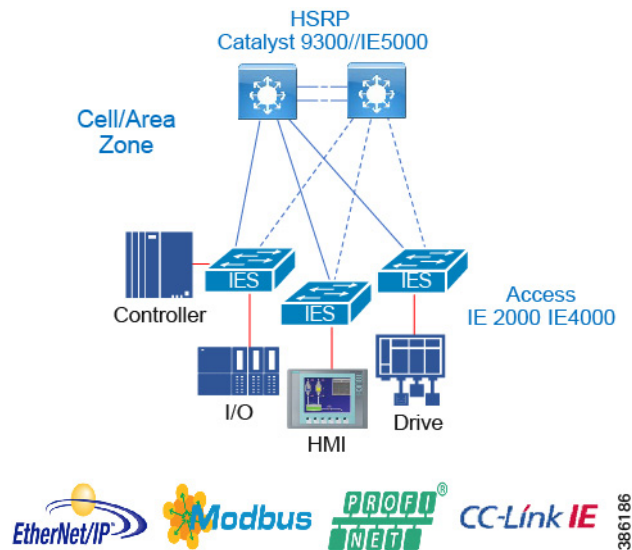 HSRP
Catalyst 9300//IE5000
Cell/Area
Zone
IES
IES
IES
Controller
Access
IE 2000 IE4000
I/O
HMI
Drive
EtherNet/IP
Modbus
PROFI
NET
®
CC-Link IE
386186